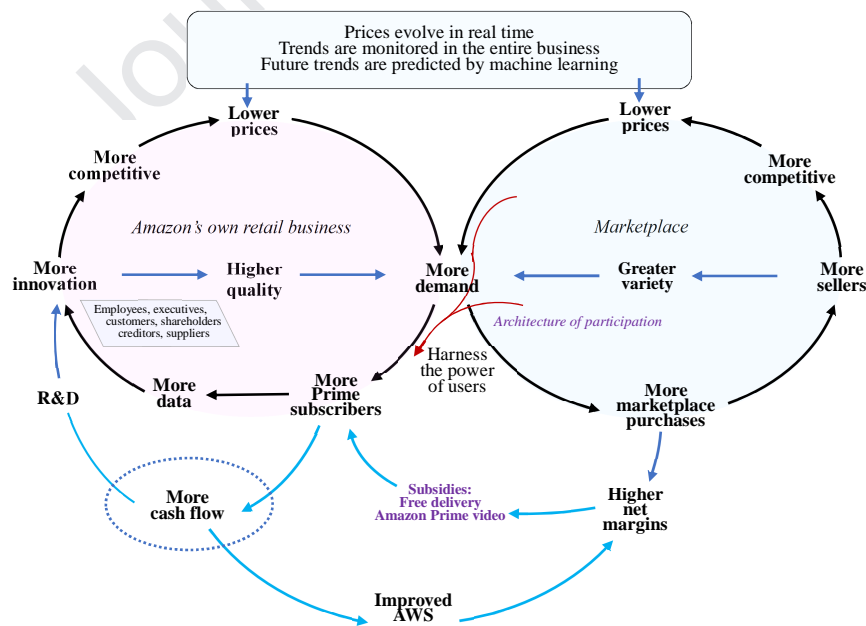 Prices evolve in real time
Trends are monitored in the entire business
Future trends are predicted by machine learning
Lower
prices
Lower
prices
More
competitive
More
competitive
Amazon's own retail business
Marketplace
More
innovation
Higher
quality
More
demand
Greater
variety
More
sellers
Employees, executives,
customers, shareholders
creditors, suppliers
Architecture of participation
Harness
the power
of users
R&D
More
data
More
Prime
subscribers
More
marketplace
purchases
More
cash flow
Subsidies:
Free delivery
Amazon Prime video
Higher
net
margins
Improved
AWS